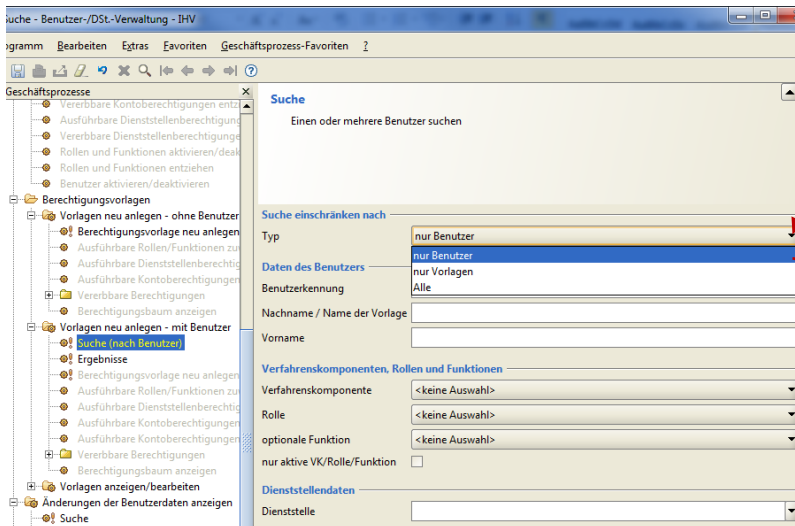 Suche - Benutzer-/DSt.-Verwaltung - IHV
ogramm Bearbeiten Extras Favoriten Geschäftsprozess-Favoriten ?
Geschäftsprozesse
Vererbbare Kontoberechtigungen entz
Ausführbare Dienststellenberechtigung
Vererbbare Dienststellenberechtigunge
Rollen und Funktionen aktivieren/deak
Rollen und Funktionen entziehen
Benutzer aktivieren/deaktivieren
Berechtigungsvorlagen
Vorlagen neu anlegen - ohne Benutzer
Berechtigungsvorlage neu anlegen
Ausführbare Rollen/Funktionen zu
Ausführbare Dienststellenberechtig
Ausführbare Kontoberechtigungen
Vererbbare Berechtigungen
Berechtigungsbaum anzeigen
Vorlagen neu anlegen - mit Benutzer
Suche (nach Benutzer)
Ergebnisse
Berechtigungsvorlage neu anlegen
Ausführbare Rollen/Funktionen zu
Ausführbare Dienststellenberechtig
Ausführbare Kontoberechtigungen
Ausführbare Kontoberechtigungen
Vererbbare Berechtigungen
Berechtigungsbaum anzeigen
Vorlagen anzeigen/bearbeiten
Änderungen der Benutzerdaten anzeigen
Suche
Suche
Einen oder mehrere Benutzer suchen
Suche einschränken nach
Typ nur Benutzer
nur Benutzer
nur Vorlagen
Alle
Daten des Benutzers
Benutzerkennung
Nachname / Name der Vorlage
Vorname
Verfahrenskomponenten, Rollen und Funktionen
Verfahrenskomponente <keine Auswahl>
Rolle <keine Auswahl>
optionale Funktion <keine Auswahl>
nur aktive VK/Rolle/Funktion
Dienststellendaten
Dienststelle